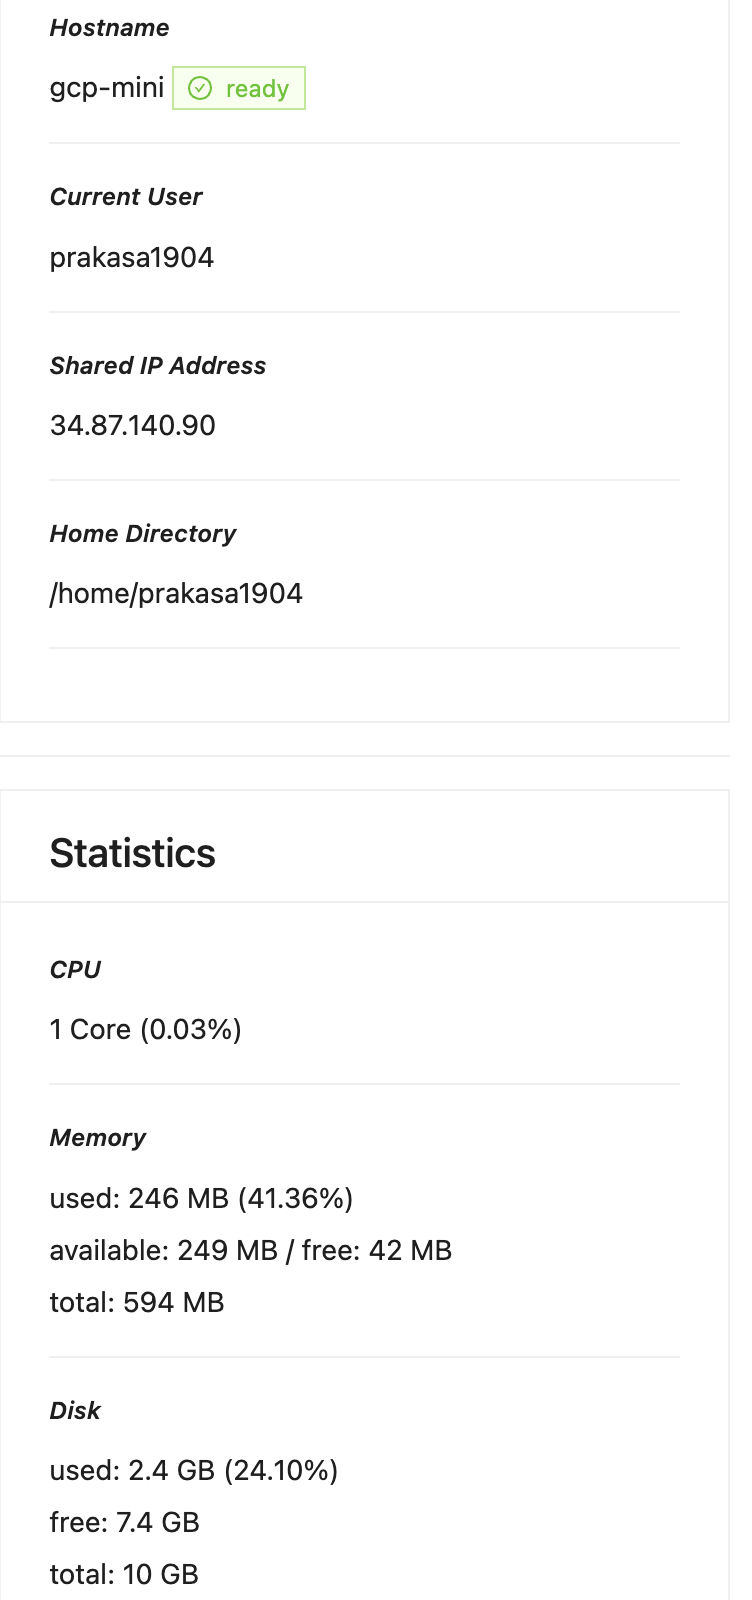 Hostname
gcp-mini ready
Current User
prakasa1904
Shared IP Address
34.87.140.90
Home Directory
/home/prakasa1904
Statistics
CPU
1 Core (0.03%)
Memory
used: 246 MB (41.36%)
available: 249 MB / free: 42 MB
total: 594 MB
Disk
used: 2.4 GB (24.10%)
free: 7.4 GB
total: 10 GB